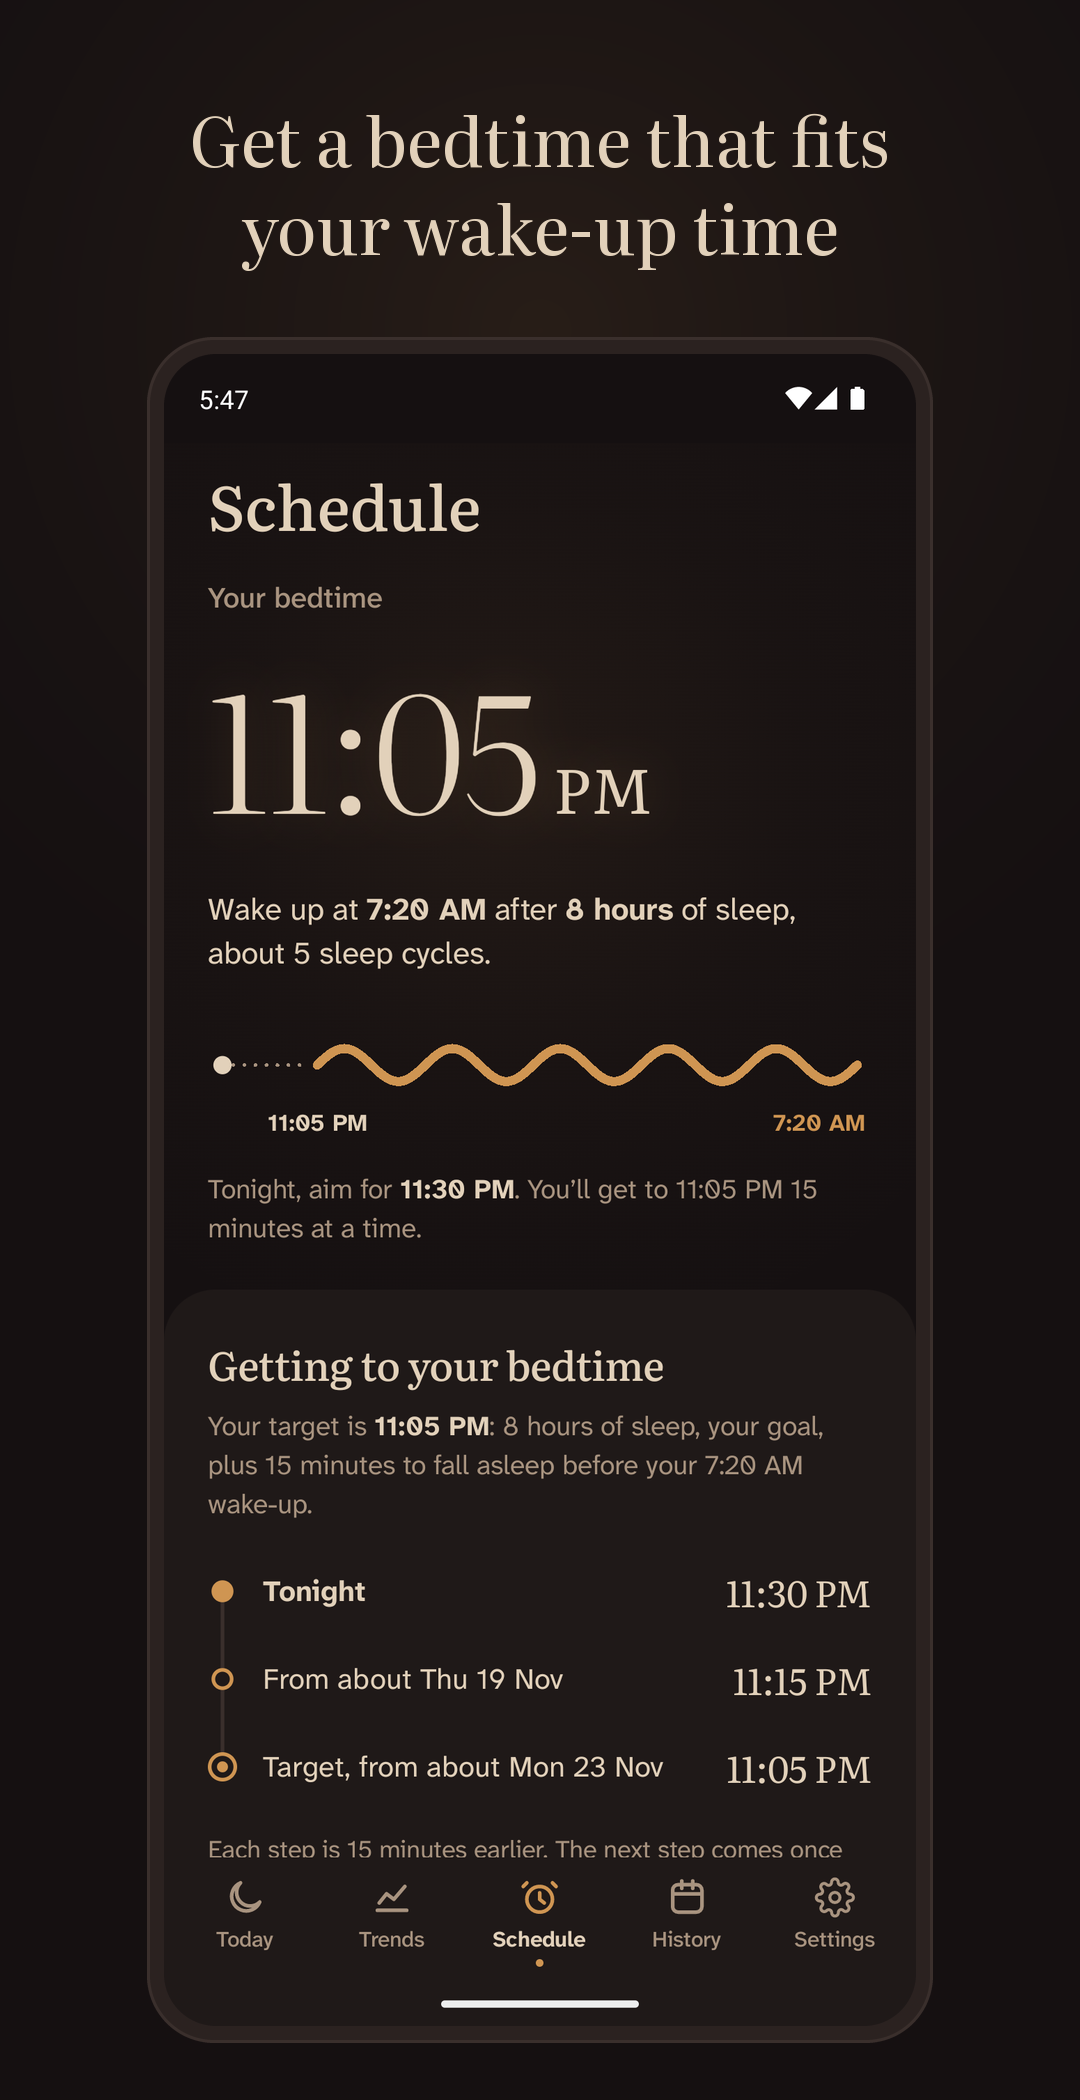 Get a bedtime that fits
your wake-up time
5:47
Schedule
Your bedtime
11:05 PM
Wake up at 7:20 AM after 8 hours of sleep,
about 5 sleep cycles.
11:05 PM
7:20 AM
Tonight, aim for 11:30 PM. You’ll get to 11:05 PM 15
minutes at a time.
Getting to your bedtime
Your target is 11:05 PM: 8 hours of sleep, your goal,
plus 15 minutes to fall asleep before your 7:20 AM
wake-up.
Tonight 11:30 PM
From about Thu 19 Nov 11:15 PM
Target, from about Mon 23 Nov 11:05 PM
Each step is 15 minutes earlier. The next step comes once
Today Trends Schedule History Settings